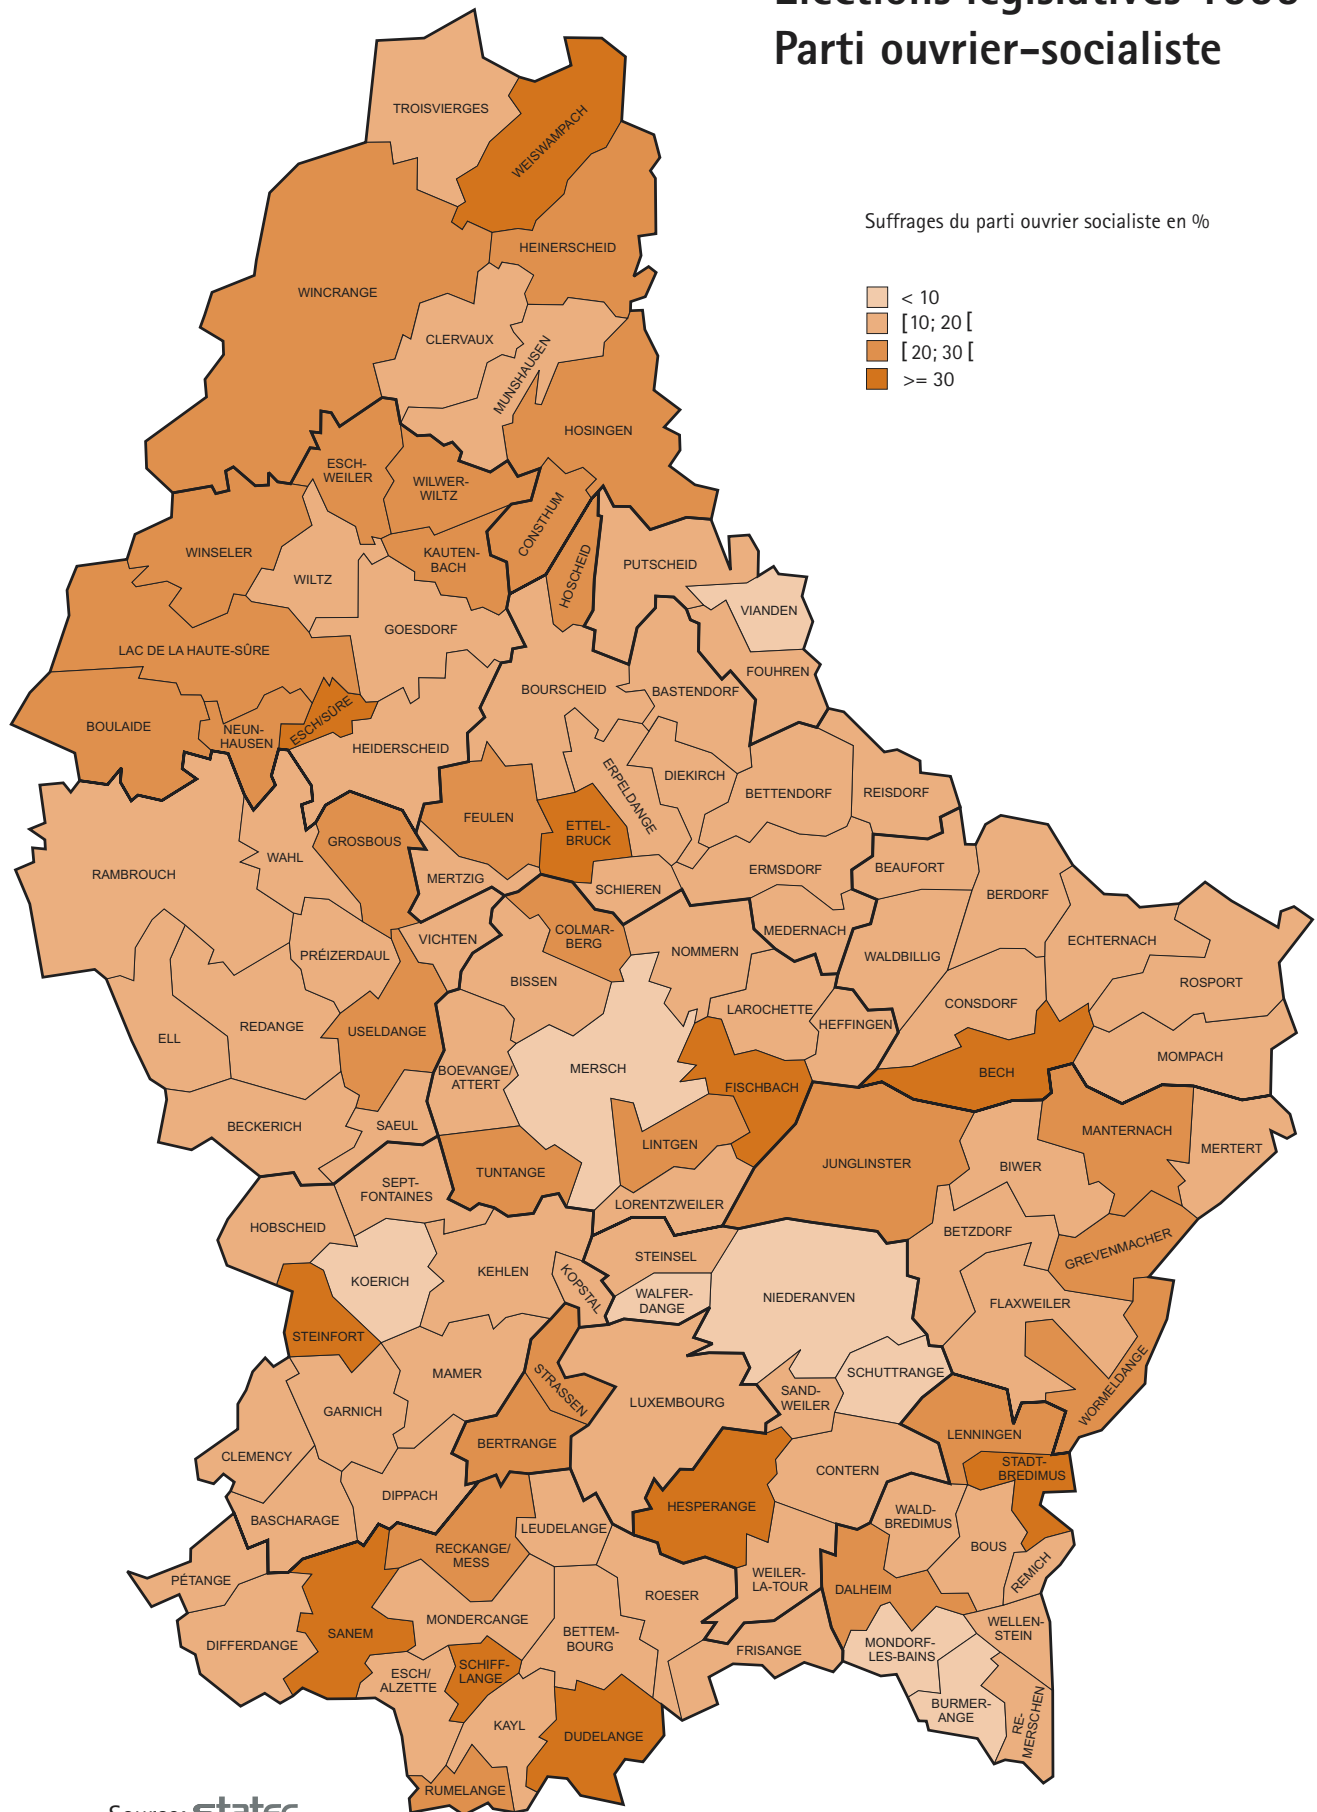 Parti ouvrier-socialiste
Suffrages du parti ouvrier socialiste en %
< 10
[10; 20 [
[20; 30 [
>= 30
TROISVIERGES
WEISWAMPACH
HEINERSCHEID
WINCRANGE
CLERVAUX
MUNSHAUSEN
HOSINGEN
ESCH-
WEILER
WILWER-
WILTZ
CONSTHUM
WINSELER
WILTZ
KAUTEN-
BACH
HOSCHEID
PUTSCHEID
VIANDEN
GOESDORF
LAC DE LA HAUTE-SÛRE
FOUHREN
BOURSCHEID
BASTENDORF
BOULAIDE
NEUN-
HAUSEN
ESCH/SÛRE
HEIDERSCHEID
ERPELDANGE
DIEKIRCH
BETTENDORF
REISDORF
FEULEN
ETTEL-
BRUCK
GROSBOUS
WAHL
RAMBROUCH
MERTZIG
SCHIEREN
ERMSDORF
BEAUFORT
BERDORF
VICHTEN
COLMAR-
BERG
MEDERNACH
ECHTERNACH
PRÉIZERDAUL
NOMMERN
WALDBILLIG
BISSEN
ROSPORT
CONSDORF
LAROCHETTE
HEFFINGEN
ELL
REDANGE
USELDANGE
MERSCH
MOMPACH
BOEVANGE/
ATTERT
FISCHBACH
BECH
BECKERICH
SAEUL
LINTGEN
MANTERNACH
MERTERT
JUNGLINSTER
BIWER
TUNTANGE
SEPT-
FONTAINES
LORENTZWEILER
HOBSCHEID
BETZDORF
GREVENMACHER
STEINSEL
KOERICH
KEHLEN
KOPSTAL
WALFER-
DANGE
NIEDERANVEN
FLAXWEILER
STEINFORT
MAMER
STRASSEN
SCHUTTRANGE
WORMELDANGE
SAND-
WEILER
LUXEMBOURG
GARNICH
LENNINGEN
BERTRANGE
CLEMENCY
CONTERN
STADT-
BREDIMUS
DIPPACH
HESPERANGE
WALD-
BREDIMUS
BASCHARAGE
LEUDELANGE
BOUS
RECKANGE/
MESS
REMICH
PÉTANGE
WEILER-
LA-TOUR
DALHEIM
ROESER
MONDERCANGE
WELLEN-
STEIN
SANEM
BETTEM-
BOURG
DIFFERDANGE
FRISANGE
MONDORF-
LES-BAINS
ESCH/
ALZETTE
SCHIFF-
LANGE
BURMER-
ANGE
RE-
MERSCHEN
KAYL
DUDELANGE
RUMELANGE